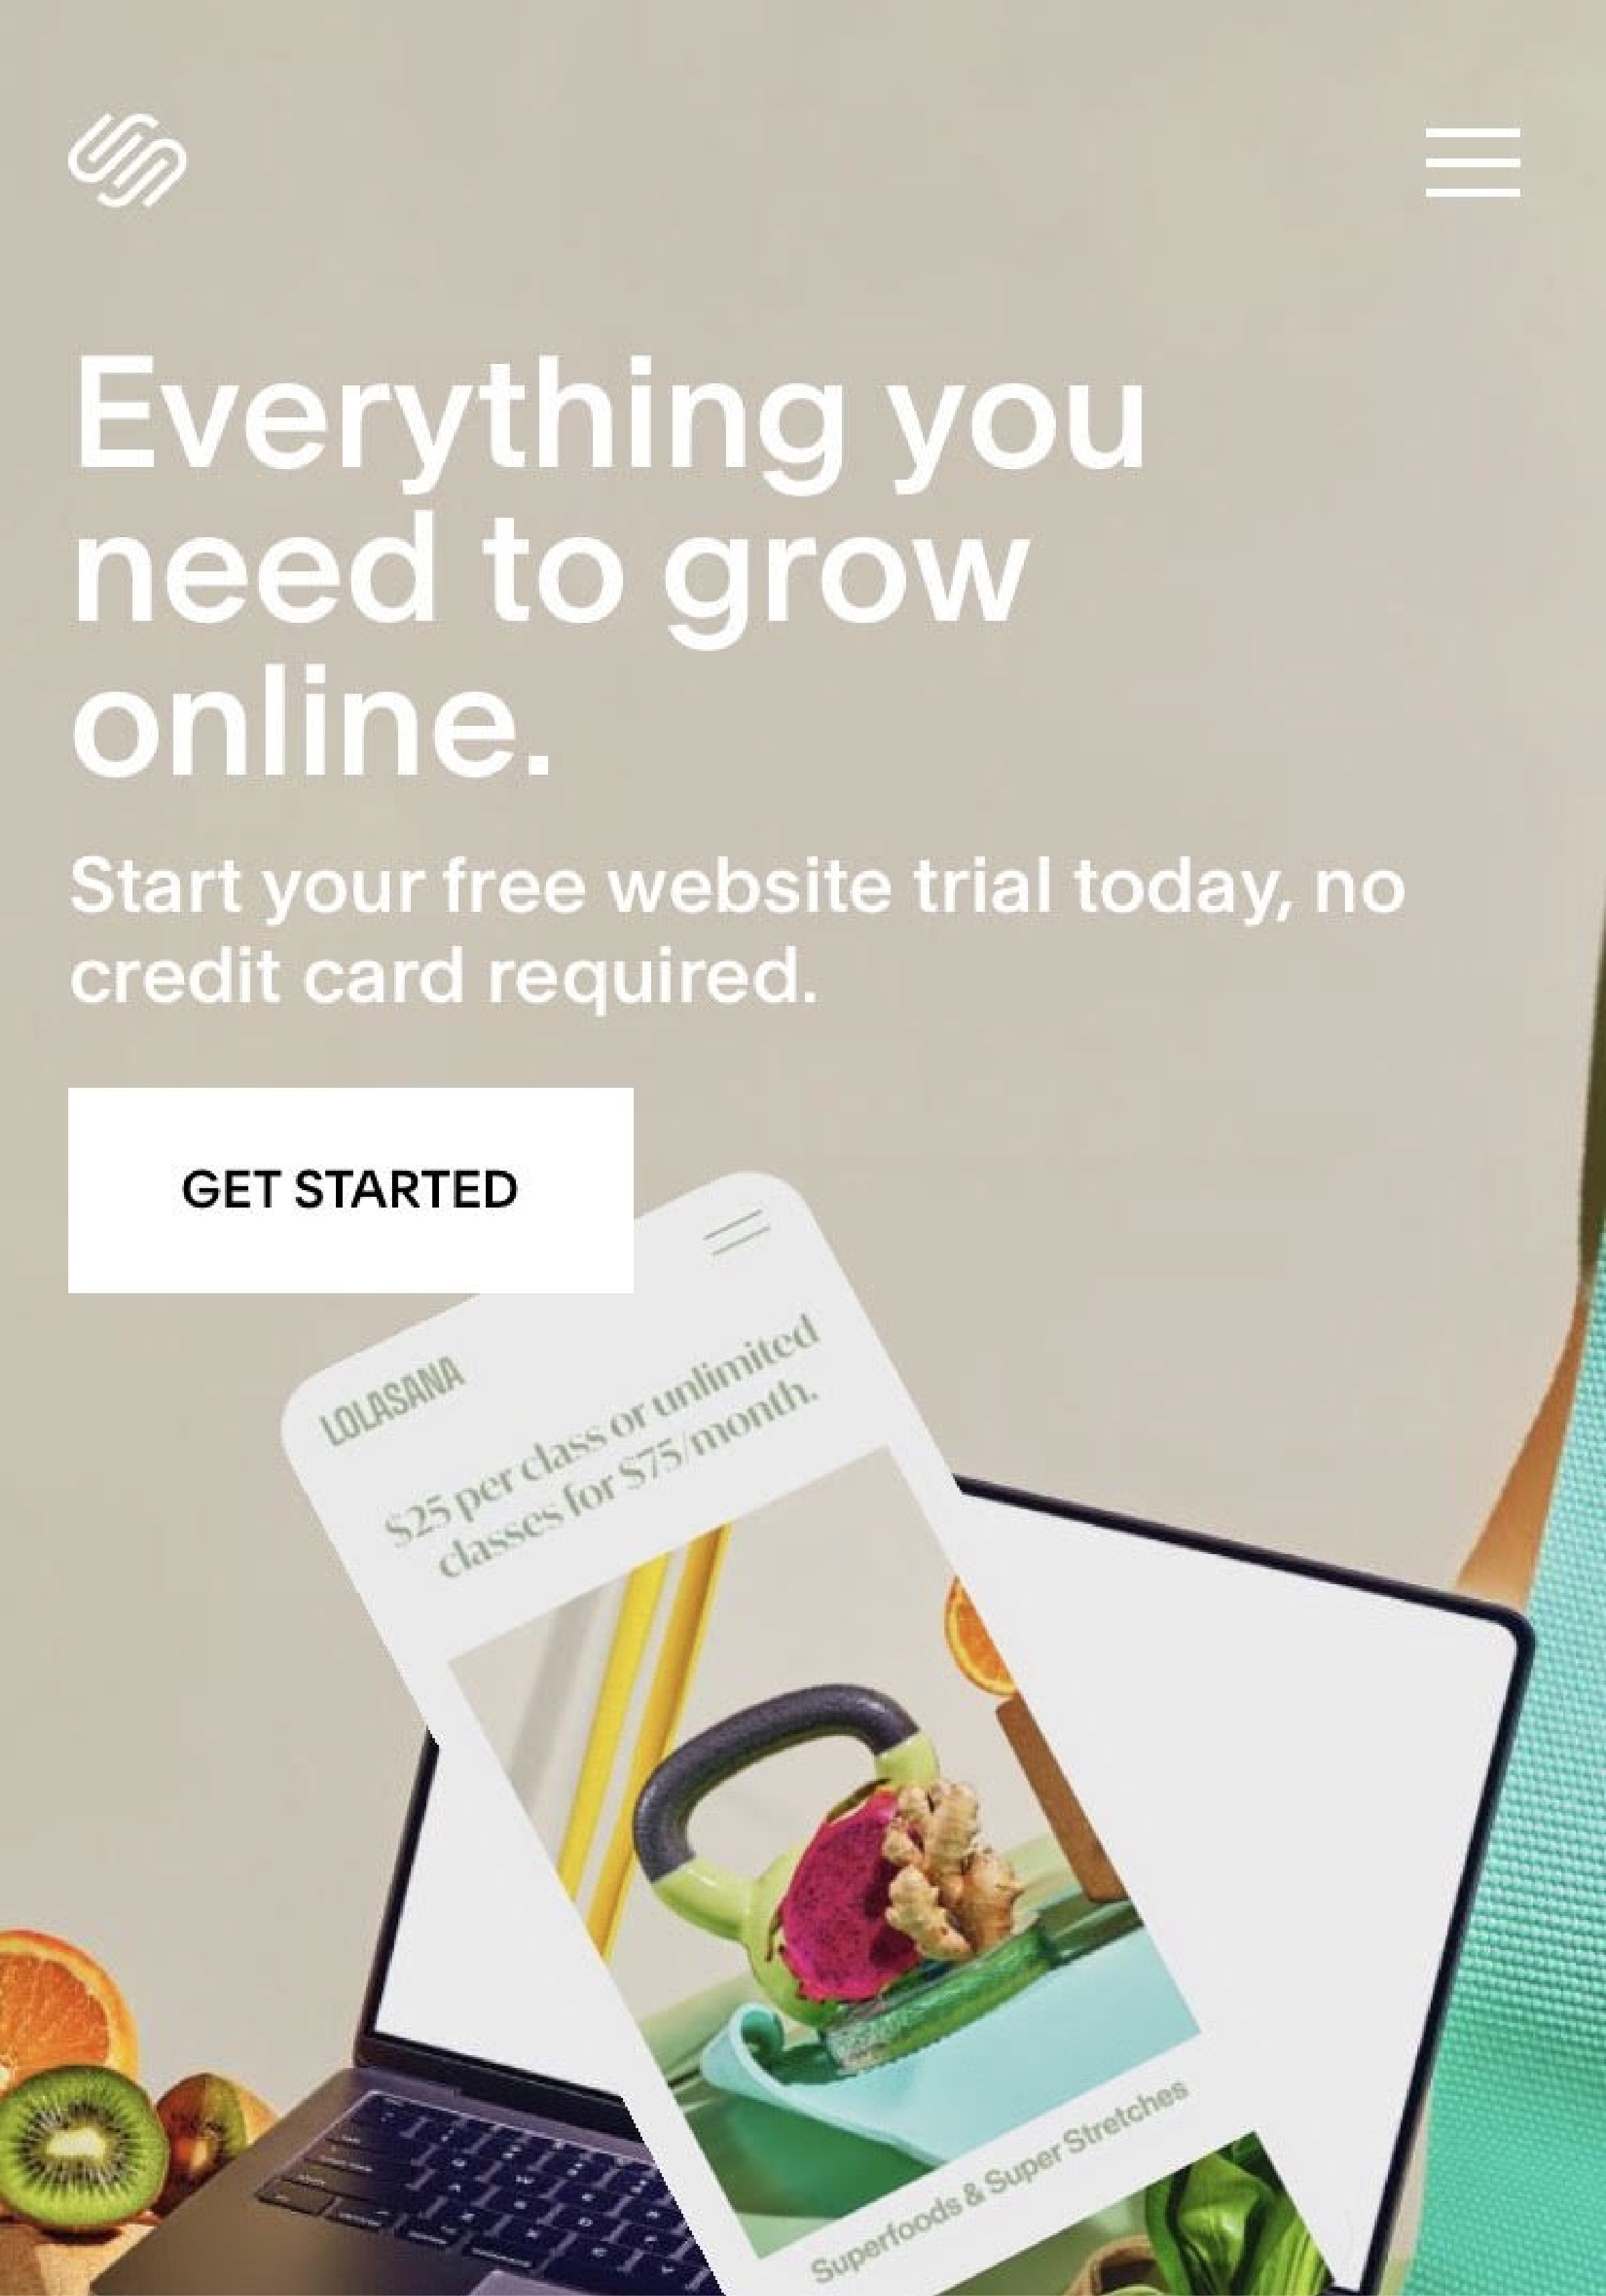 Everything you
need to grow
online.
Start your free website trial today, no
credit card required.
GET STARTED
LOLASANA
$25 per class or unlimited
classes for $75/month.
Superfoods & Super Stretches